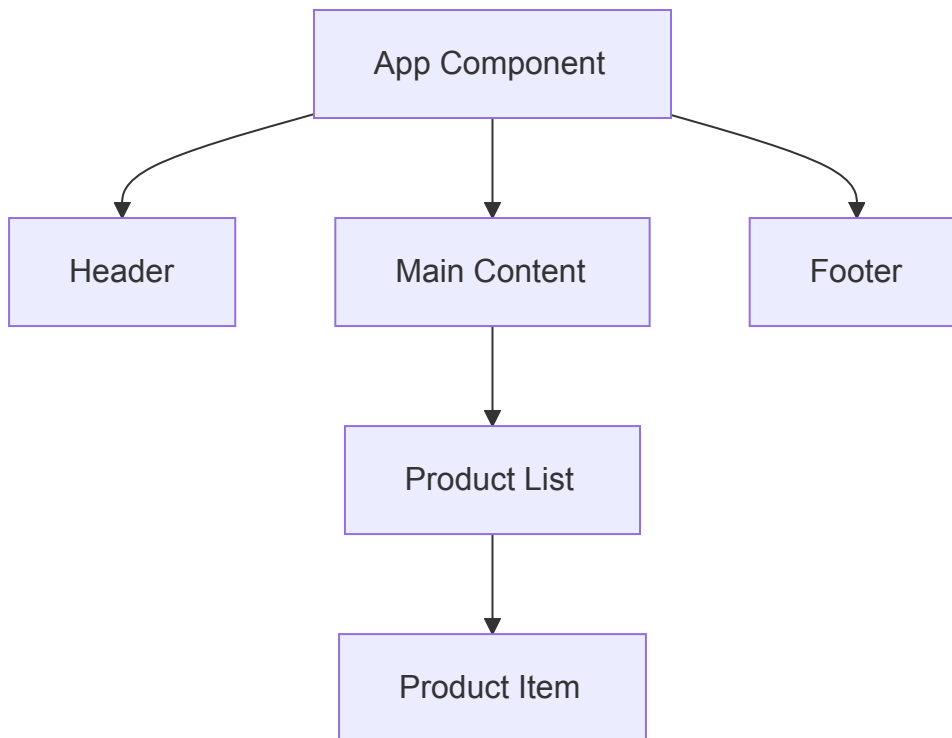 App Component
Header
Main Content
Footer
Product List
Product Item